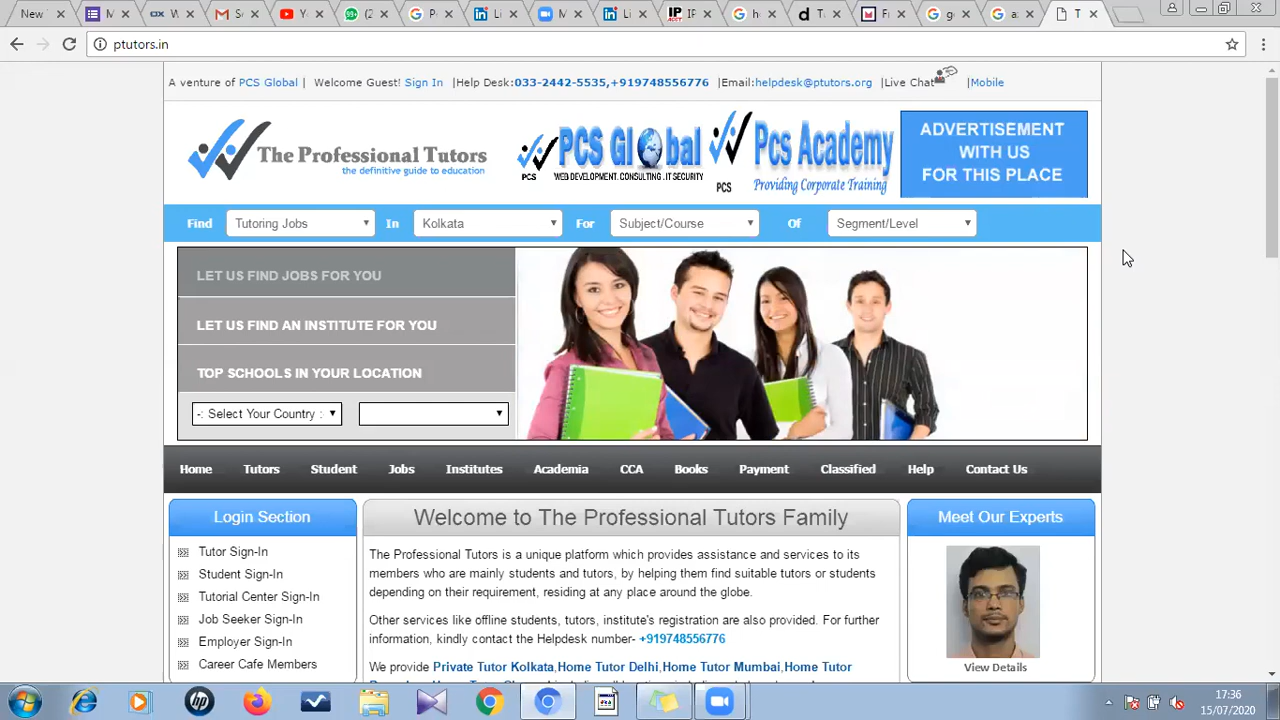 New
M
W
G
Y
(2
P
Li
M
Li
IP
h
T
F
g
a
T
ptutors.in
A venture of PCS Global | Welcome Guest! Sign In |Help Desk:033-2442-5535,+919748556776 |Email:helpdesk@ptutors.org |Live Chat |Mobile
The Professional Tutors
the definitive guide to education
PCS
PCS Global
WEB DEVELOPMENT. CONSULTING . IT SECURITY
PCS
Pcs Academy
Providing Corporate Training
ADVERTISEMENT
WITH US
FOR THIS PLACE
Find Tutoring Jobs In Kolkata For Subject/Course Of Segment/Level
LET US FIND JOBS FOR YOU
LET US FIND AN INSTITUTE FOR YOU
TOP SCHOOLS IN YOUR LOCATION
-: Select Your Country :
Home Tutors Student Jobs Institutes Academia CCA Books Payment Classified Help Contact Us
Login Section
Tutor Sign-In
Student Sign-In
Tutorial Center Sign-In
Job Seeker Sign-In
Employer Sign-In
Career Cafe Members
Welcome to The Professional Tutors Family
The Professional Tutors is a unique platform which provides assistance and services to its
members who are mainly students and tutors, by helping them find suitable tutors or students
depending on their requirement, residing at any place around the globe.
Other services like offline students, tutors, institute's registration are also provided. For further
information, kindly contact the Helpdesk number- +919748556776
We provide Private Tutor Kolkata,Home Tutor Delhi,Home Tutor Mumbai,Home Tutor
Meet Our Experts
View Details
17:36
15/07/2020